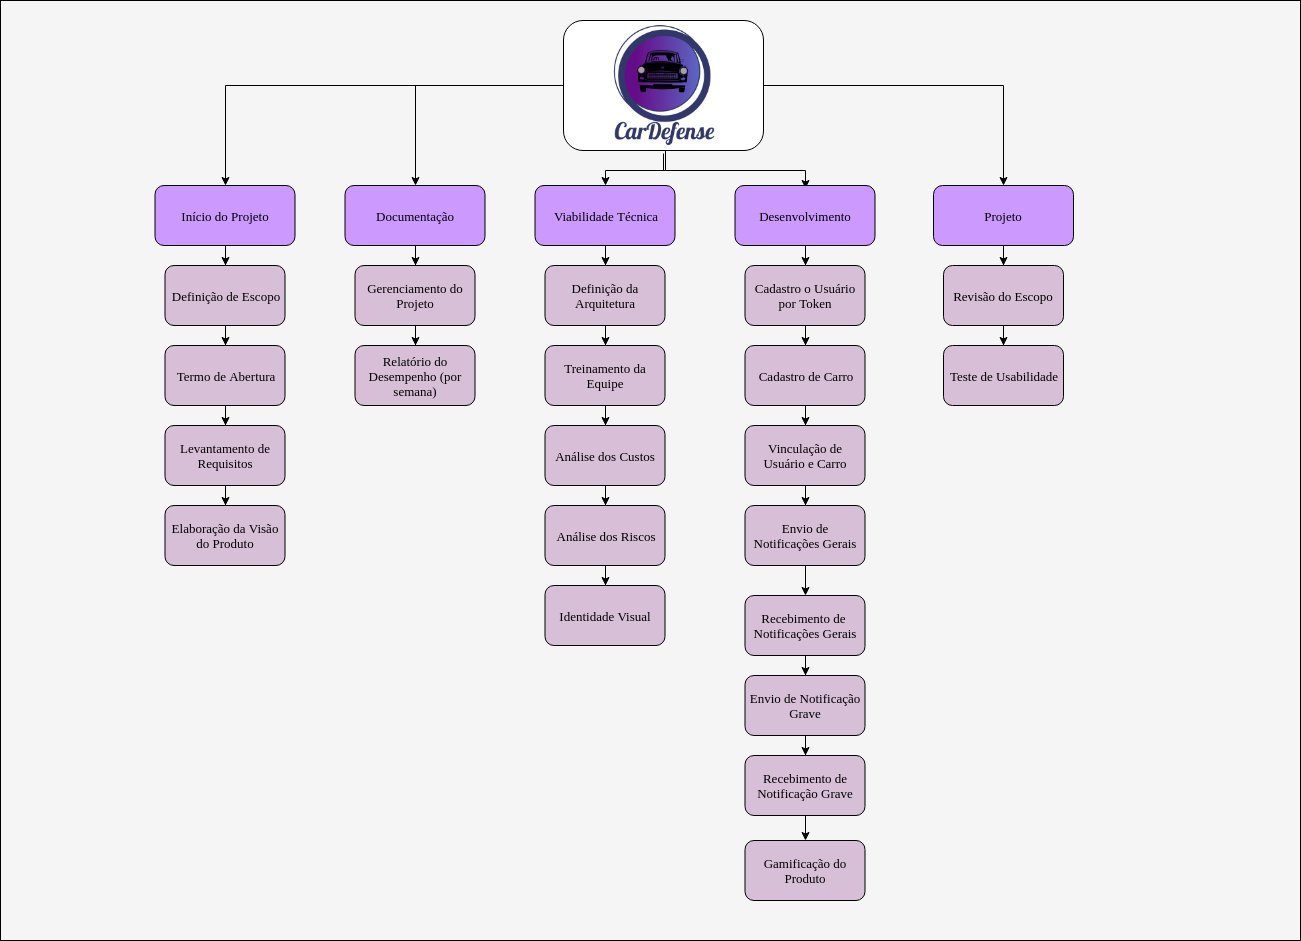 CarDefense
Início do Projeto
Definição de Escopo
Termo de Abertura
Levantamento de
Requisitos
Elaboração da Visão
do Produto
Documentação
Gerenciamento do
Projeto
Relatório do
Desempenho (por
semana)
Viabilidade Técnica
Definição da
Arquitetura
Treinamento da
Equipe
Análise dos Custos
Análise dos Riscos
Identidade Visual
Desenvolvimento
Cadastro o Usuário
por Token
Cadastro de Carro
Vinculação de
Usuário e Carro
Envio de
Notificações Gerais
Recebimento de
Notificações Gerais
Envio de Notificação
Grave
Recebimento de
Notificação Grave
Gamificação do
Produto
Projeto
Revisão do Escopo
Teste de Usabilidade